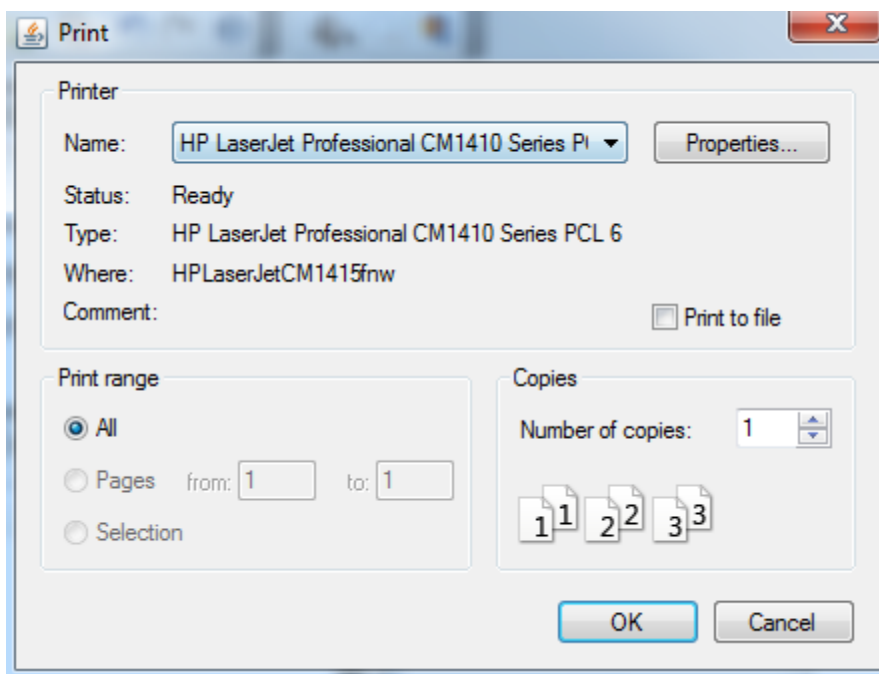 Print
Printer
Name: HP LaserJet Professional CM1410 Series P Properties...
Status: Ready
Type: HP LaserJet Professional CM1410 Series PCL 6
Where: HPLaserJetCM1415fnw
Comment: Print to file
Print range
All
Pages from: 1 to: 1
Selection
Copies
Number of copies: 1
1 1 2 2 3 3
OK Cancel